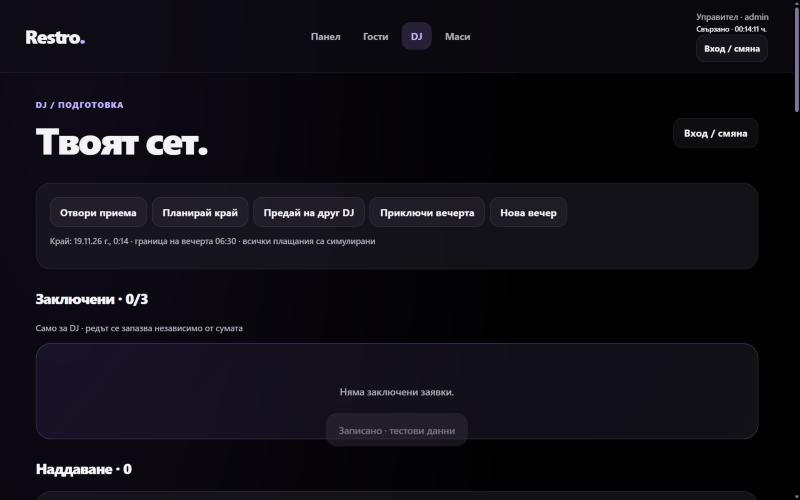 Restro.
Панел
Гости
DJ
Маси
Управител · admin
Свързано · 00:14:11 ч.
Вход / смяна
DJ / ПОДГОТОВКА
Твоят сет.
Вход / смяна
Отвори приема
Планирай край
Предай на друг DJ
Приключи вечерта
Нова вечер
Край: 19.11.26 г., 0:14 · граница на вечерта 06:30 · всички плащания са симулирани
Заключени · 0/3
Само за DJ · редът се запазва независимо от сумата
Няма заключени заявки.
Записано · тестови данни
Наддаване · 0